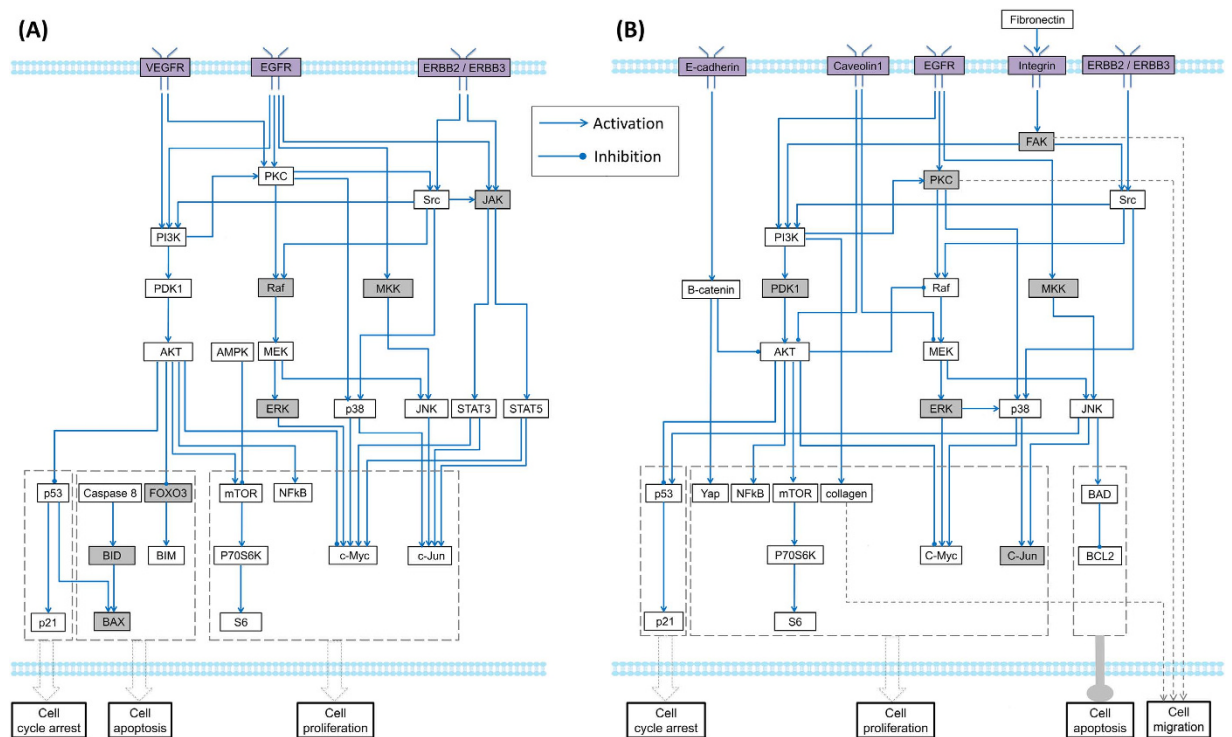 (A)
(B)
Fibronectin
VEGFR
EGFR
ERBB2 / ERBB3
E-cadherin
Caveolin1
EGFR
Integrin
ERBB2 / ERBB3
Activation
Inhibition
FAK
PKC
PKC
Src
JAK
Src
PI3K
PI3K
PDK1
Raf
MKK
B-catenin
PDK1
Raf
MKK
AKT
AMPK
MEK
AKT
MEK
ERK
p38
JNK
STAT3
STAT5
ERK
p38
JNK
p53
Caspase 8
FOXO3
mTOR
NFkB
p53
Yap
NFkB
mTOR
collagen
BAD
BID
BIM
P70S6K
c-Myc
c-Jun
P70S6K
C-Myc
C-Jun
BCL2
p21
BAX
S6
p21
S6
Cell
cycle arrest
Cell
apoptosis
Cell
proliferation
Cell
cycle arrest
Cell
proliferation
Cell
apoptosis
Cell
migration